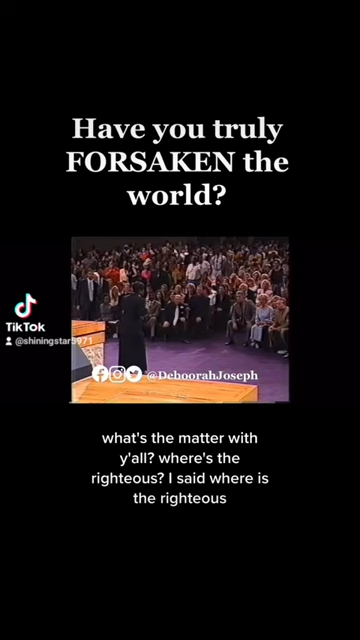 Have you truly
FORSAKEN the
world?
TikTok
@shiningstar5971
@DeboorahJoseph
what's the matter with
y'all? where's the
righteous? I said where is
the righteous